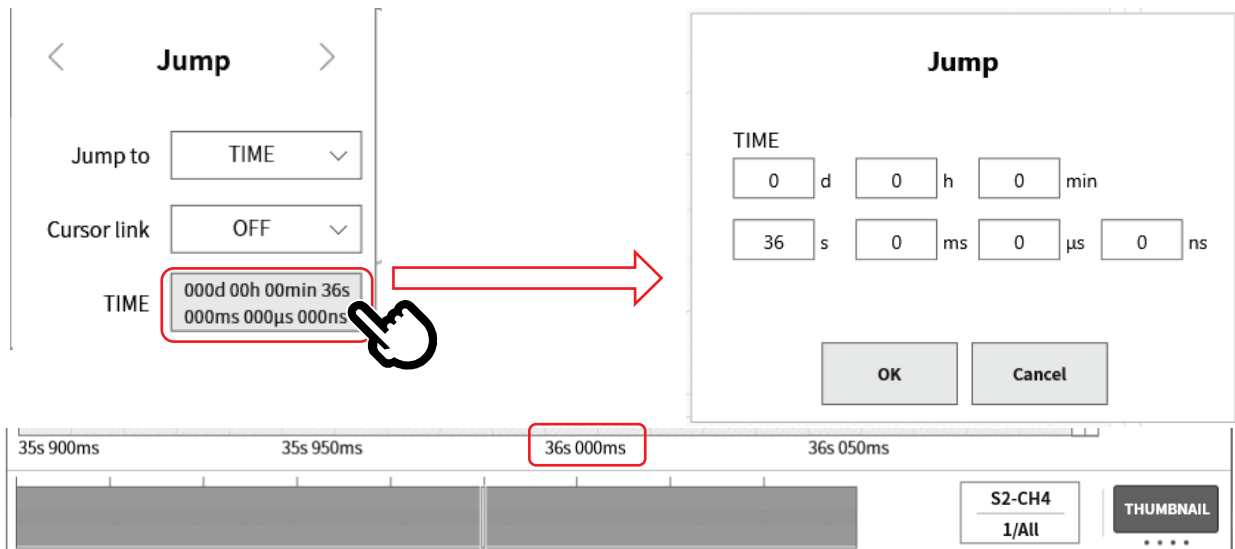 Jump
Jump to
TIME
Cursor link
OFF
TIME
000d 00h 00min 36s
000ms 000µs 000ns
Jump
TIME
0 d 0 h 0 min
36 s 0 ms 0 µs 0 ns
OK Cancel
35s 900ms 35s 950ms 36s 000ms 36s 050ms
S2-CH4
1/All
THUMBNAIL